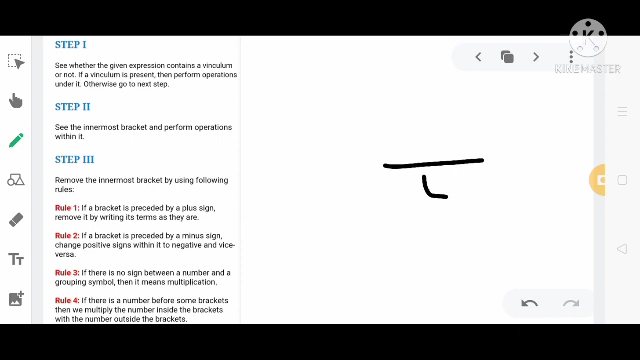 STEP I
See whether the given expression contains a vinculum
or not. If a vinculum is present, then perform operations
under it. Otherwise go to next step.
STEP II
See the innermost bracket and perform operations
within it.
STEP III
Remove the innermost bracket by using following
rules:
Rule 1: If a bracket is preceded by a plus sign,
remove it by writing its terms as they are.
Rule 2: If a bracket is preceded by a minus sign,
change positive signs within it to negative and vice-
versa.
Rule 3: If there is no sign between a number and a
grouping symbol, then it means multiplication.
Rule 4: If there is a number before some brackets
then we multiply the number inside the brackets
with the number outside the brackets.
KINEMASTER
TT